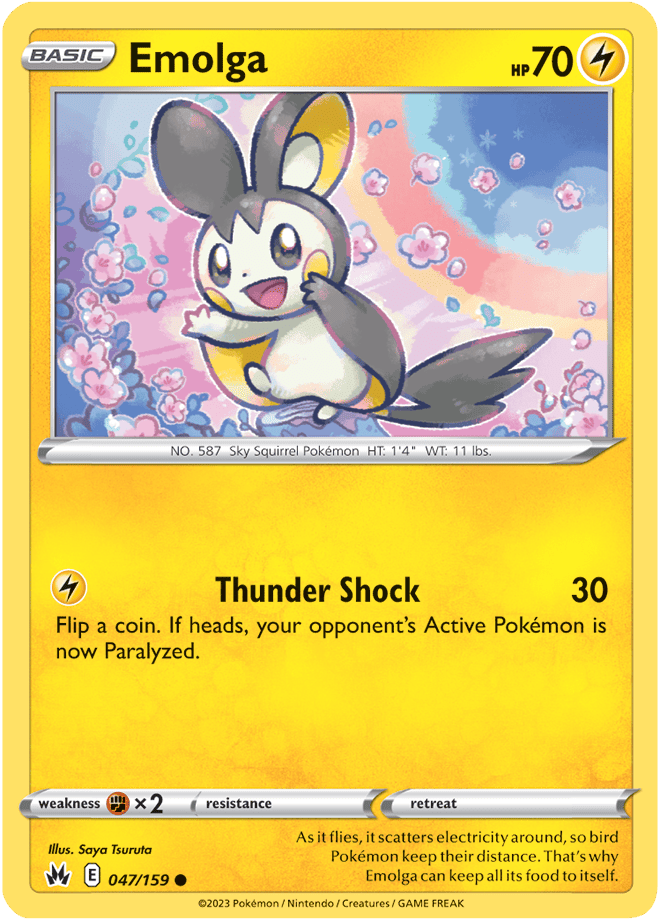 BASIC Emolga HP70
NO. 587 Sky Squirrel Pokémon HT: 1'4" WT: 11 lbs.
Thunder Shock 30
Flip a coin. If heads, your opponent's Active Pokémon is
now Paralyzed.
weakness ×2 resistance retreat
Illus. Saya Tsuruta
E 047/159
As it flies, it scatters electricity around, so bird
Pokémon keep their distance. That's why
Emolga can keep all its food to itself.
©2023 Pokémon / Nintendo / Creatures / GAME FREAK